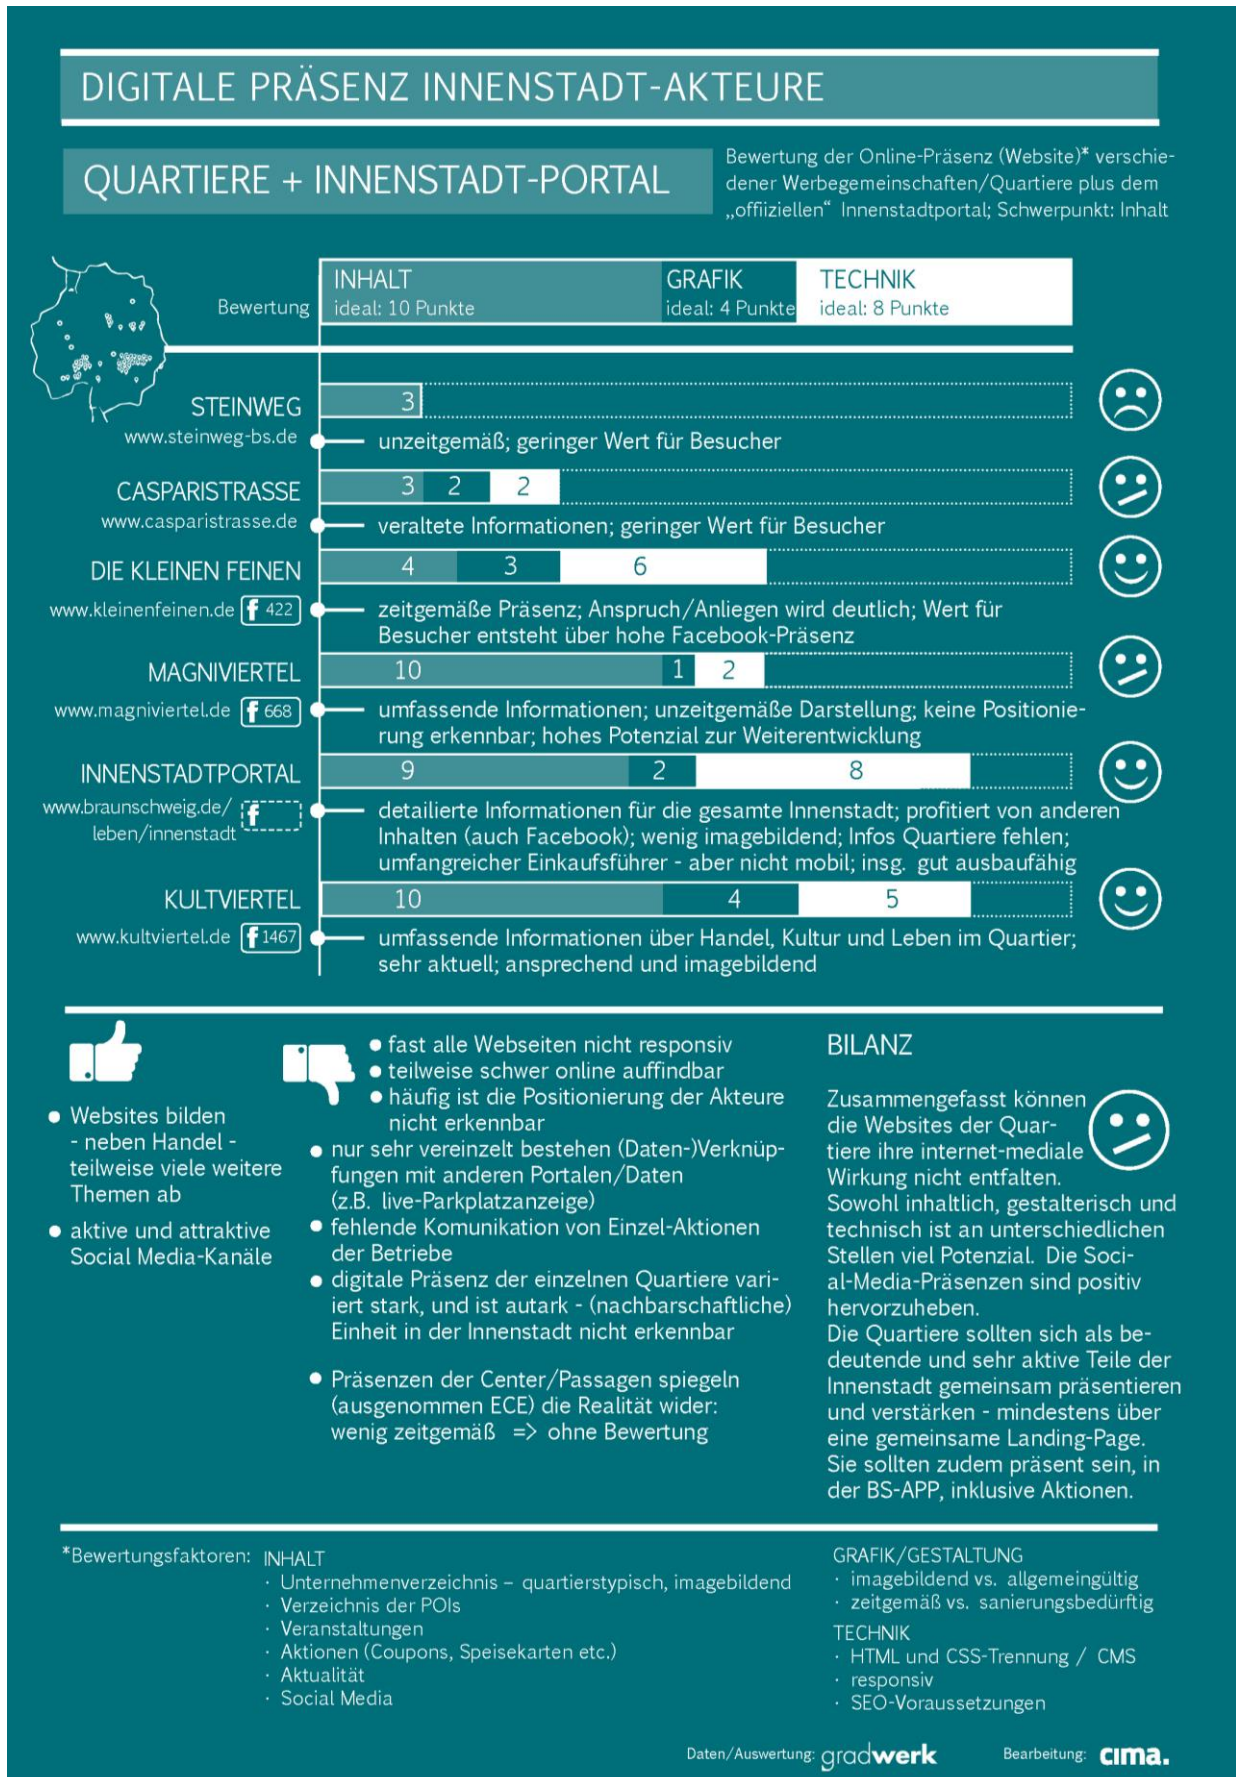 DIGITALE PRÄSENZ INNENSTADT-AKTEURE
QUARTIERE + INNENSTADT-PORTAL
Bewertung der Online-Präsenz (Website)* verschie-
dener Werbegemeinschaften/Quartiere plus dem
„offiziellen“ Innenstadtportal; Schwerpunkt: Inhalt
Bewertung
INHALT
ideal: 10 Punkte
GRAFIK
ideal: 4 Punkte
TECHNIK
ideal: 8 Punkte
STEINWEG
3
www.steinweg-bs.de
unzeitgemäß; geringer Wert für Besucher
CASPARISTRASSE
3 2 2
www.casparistrasse.de
veraltete Informationen; geringer Wert für Besucher
DIE KLEINEN FEINEN
4 3 6
www.kleinenfeinen.de f 422
zeitgemäße Präsenz; Anspruch/Anliegen wird deutlich; Wert für
Besucher entsteht über hohe Facebook-Präsenz
MAGNIVIERTEL
10 1 2
www.magniviertel.de f 668
umfassende Informationen; unzeitgemäße Darstellung; keine Positionie-
rung erkennbar; hohes Potenzial zur Weiterentwicklung
INNENSTADTPORTAL
9 2 8
www.braunschweig.de/
leben/innenstadt f
detailierte Informationen für die gesamte Innenstadt; profitiert von anderen
Inhalten (auch Facebook); wenig imagebildend; Infos Quartiere fehlen;
umfangreicher Einkaufsführer - aber nicht mobil; insg. gut ausbaufähig
KULTVIERTEL
10 4 5
www.kultviertel.de f 1467
umfassende Informationen über Handel, Kultur und Leben im Quartier;
sehr aktuell; ansprechend und imagebildend
● Websites bilden
- neben Handel -
teilweise viele weitere
Themen ab
● aktive und attraktive
Social Media-Kanäle
● fast alle Webseiten nicht responsiv
● teilweise schwer online auffindbar
● häufig ist die Positionierung der Akteure
nicht erkennbar
● nur sehr vereinzelt bestehen (Daten-)Verknüp-
fungen mit anderen Portalen/Daten
(z.B. live-Parkplatzanzeige)
● fehlende Komunikation von Einzel-Aktionen
der Betriebe
● digitale Präsenz der einzelnen Quartiere vari-
iert stark, und ist autark - (nachbarschaftliche)
Einheit in der Innenstadt nicht erkennbar
● Präsenzen der Center/Passagen spiegeln
(ausgenommen ECE) die Realität wider:
wenig zeitgemäß => ohne Bewertung
BILANZ
Zusammengefasst können
die Websites der Quar-
tiere ihre internet-mediale
Wirkung nicht entfalten.
Sowohl inhaltlich, gestalterisch und
technisch ist an unterschiedlichen
Stellen viel Potenzial. Die Soci-
al-Media-Präsenzen sind positiv
hervorzuheben.
Die Quartiere sollten sich als be-
deutende und sehr aktive Teile der
Innenstadt gemeinsam präsentieren
und verstärken - mindestens über
eine gemeinsame Landing-Page.
Sie sollten zudem präsent sein, in
der BS-APP, inklusive Aktionen.
*Bewertungsfaktoren:
INHALT
· Unternehmenverzeichnis – quartierstypisch, imagebildend
· Verzeichnis der POIs
· Veranstaltungen
· Aktionen (Coupons, Speisekarten etc.)
· Aktualität
· Social Media
GRAFIK/GESTALTUNG
· imagebildend vs. allgemeingültig
· zeitgemäß vs. sanierungsbedürftig
TECHNIK
· HTML und CSS-Trennung / CMS
· responsiv
· SEO-Voraussetzungen
Daten/Auswertung: gradwerk
Bearbeitung: cima.